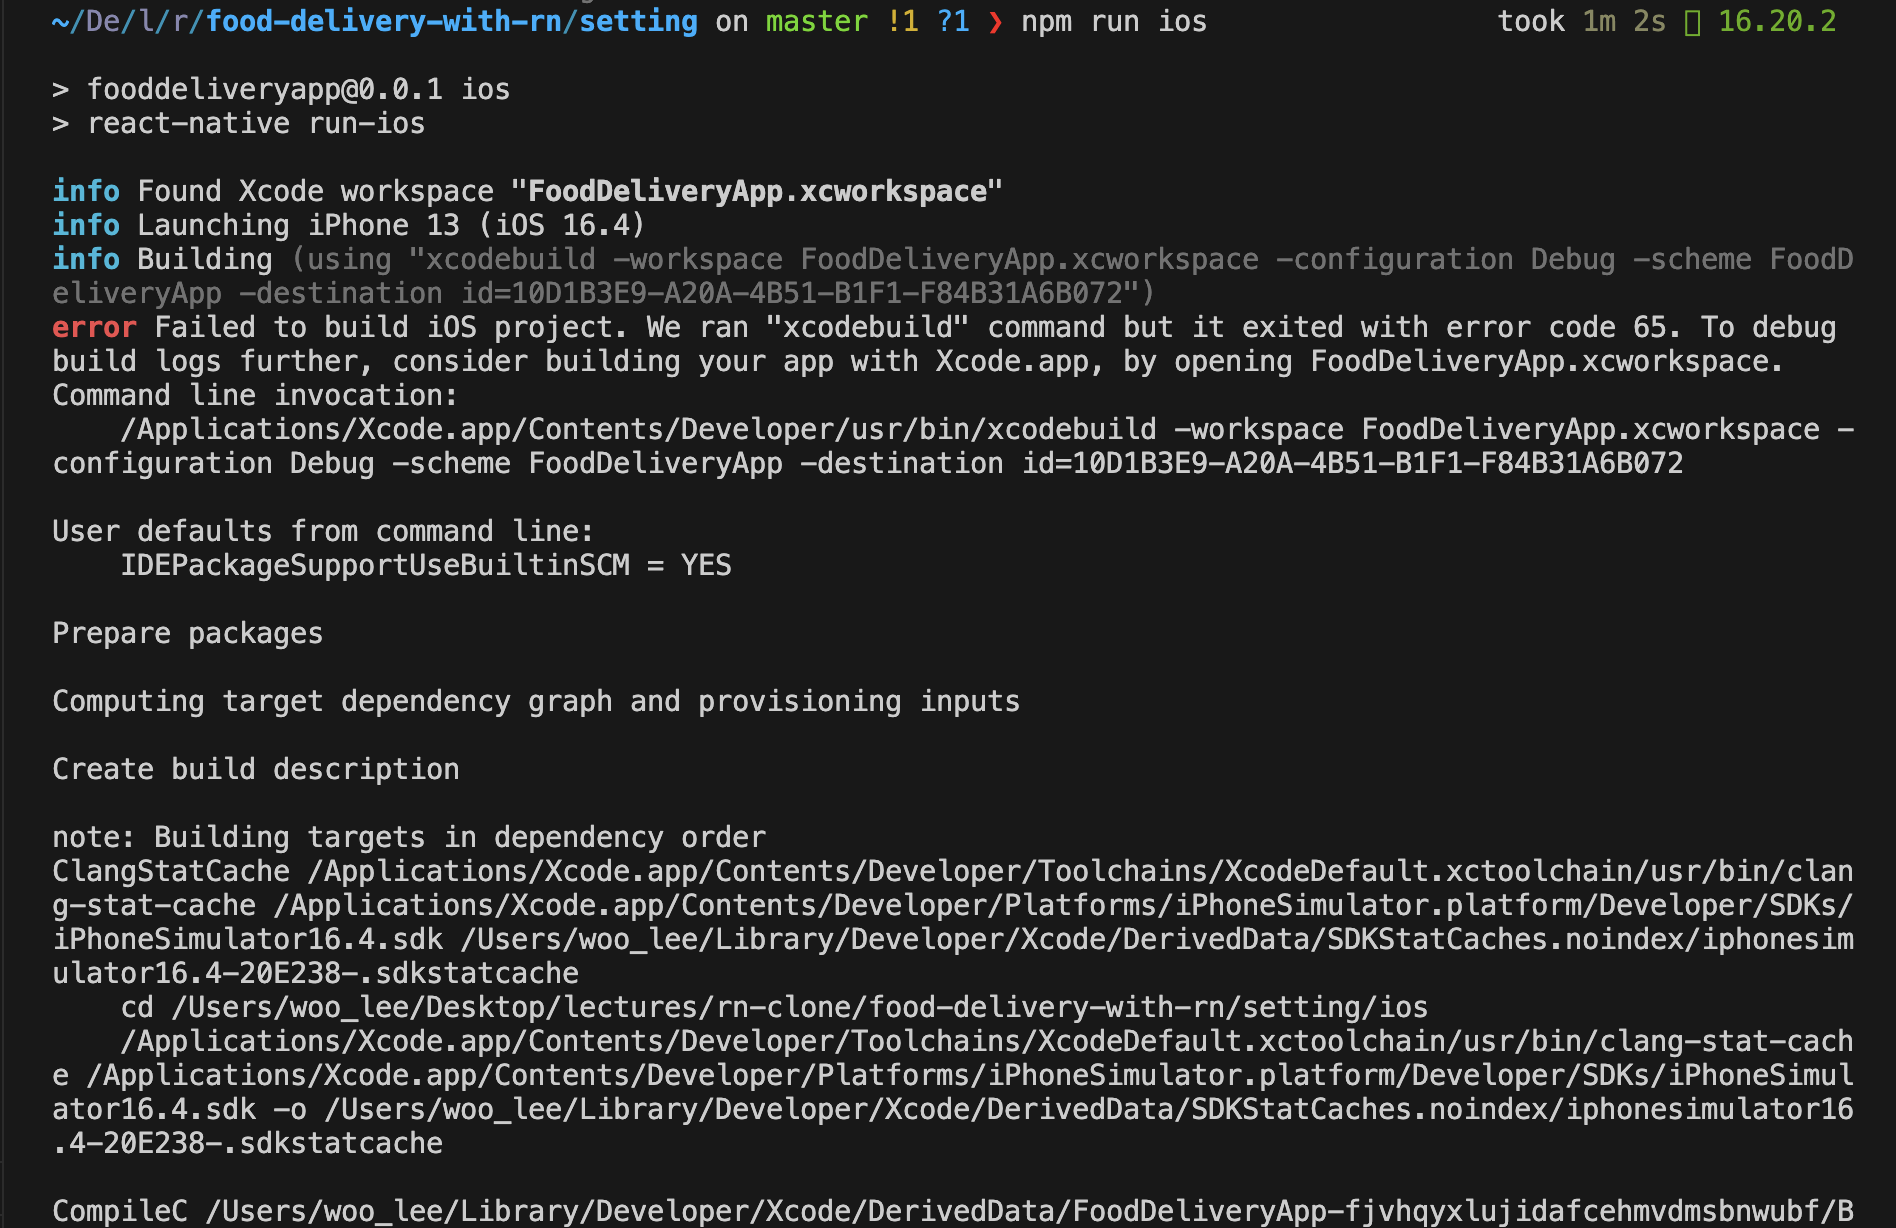 ~/De/l/r/food-delivery-with-rn/setting on master !1 ?1 ❯ npm run ios took 1m 2s 16.20.2
> fooddeliveryapp@0.0.1 ios
> react-native run-ios
info Found Xcode workspace "FoodDeliveryApp.xcworkspace"
info Launching iPhone 13 (iOS 16.4)
info Building (using "xcodebuild -workspace FoodDeliveryApp.xcworkspace -configuration Debug -scheme FoodD
eliveryApp -destination id=10D1B3E9-A20A-4B51-B1F1-F84B31A6B072")
error Failed to build iOS project. We ran "xcodebuild" command but it exited with error code 65. To debug
build logs further, consider building your app with Xcode.app, by opening FoodDeliveryApp.xcworkspace.
Command line invocation:
/Applications/Xcode.app/Contents/Developer/usr/bin/xcodebuild -workspace FoodDeliveryApp.xcworkspace -
configuration Debug -scheme FoodDeliveryApp -destination id=10D1B3E9-A20A-4B51-B1F1-F84B31A6B072
User defaults from command line:
IDEPackageSupportUseBuiltinSCM = YES
Prepare packages
Computing target dependency graph and provisioning inputs
Create build description
note: Building targets in dependency order
ClangStatCache /Applications/Xcode.app/Contents/Developer/Toolchains/XcodeDefault.xctoolchain/usr/bin/clan
g-stat-cache /Applications/Xcode.app/Contents/Developer/Platforms/iPhoneSimulator.platform/Developer/SDKs/
iPhoneSimulator16.4.sdk /Users/woo_lee/Library/Developer/Xcode/DerivedData/SDKStatCaches.noindex/iphonesim
ulator16.4-20E238-.sdkstatcache
cd /Users/woo_lee/Desktop/lectures/rn-clone/food-delivery-with-rn/setting/ios
/Applications/Xcode.app/Contents/Developer/Toolchains/XcodeDefault.xctoolchain/usr/bin/clang-stat-cach
e /Applications/Xcode.app/Contents/Developer/Platforms/iPhoneSimulator.platform/Developer/SDKs/iPhoneSimul
ator16.4.sdk -o /Users/woo_lee/Library/Developer/Xcode/DerivedData/SDKStatCaches.noindex/iphonesimulator16
.4-20E238-.sdkstatcache
CompileC /Users/woo_lee/Library/Developer/Xcode/DerivedData/FoodDeliveryApp-fjvhqyxlujidafcehmvdmsbnwubf/B